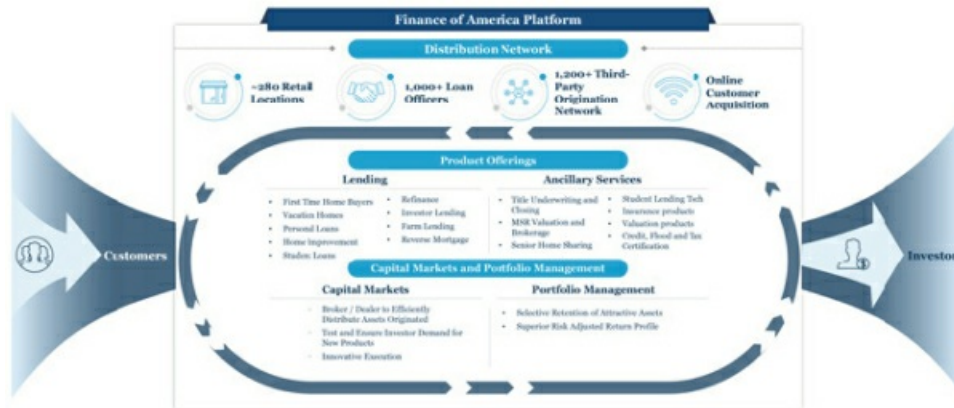 Finance of America Platform
Distribution Network
~280 Retail
Locations
1,000+ Loan
Officers
1,200+ Third-
Party
Origination
Network
Online
Customer
Acquisition
Product Offerings
Lending
• First Time Home Buyers
• Vacation Homes
• Personal Loans
• Home Improvement
• Studen Loans
• Refinance
• Investor Lending
• Farm Lending
• Reverse Mortgage
Ancillary Services
• Title Underwriting and
Closing
• MSR Valuation and
Brokerage
• Senior Home Sharing
• Student Lending Tech
• Insurance products
• Valuation products
• Credit, Flood and Tax
Certification
Customers
Investor
Capital Markets and Portfolio Management
Capital Markets
Broker / Dealer to Efficiently
Distribute Assets Originated
Test and Ensure Investor Demand for
New Products
Innovative Execution
Portfolio Management
• Selective Retention of Attractive Assets
• Superior Risk Adjusted Return Profile